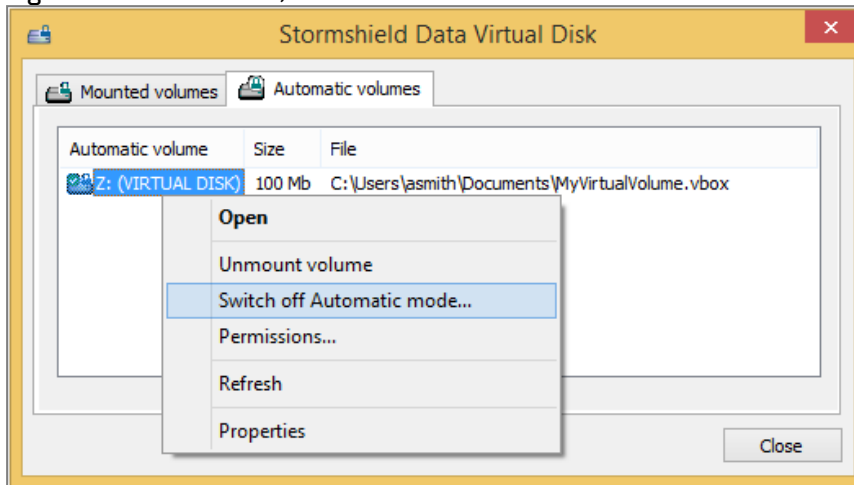 Stormshield Data Virtual Disk
Mounted volumes Automatic volumes
Automatic volume Size File
Z: (VIRTUAL DISK) 100 Mb C:\Users\asmith\Documents\MyVirtualVolume.vbox
Open
Unmount volume
Switch off Automatic mode...
Permissions...
Refresh
Properties
Close